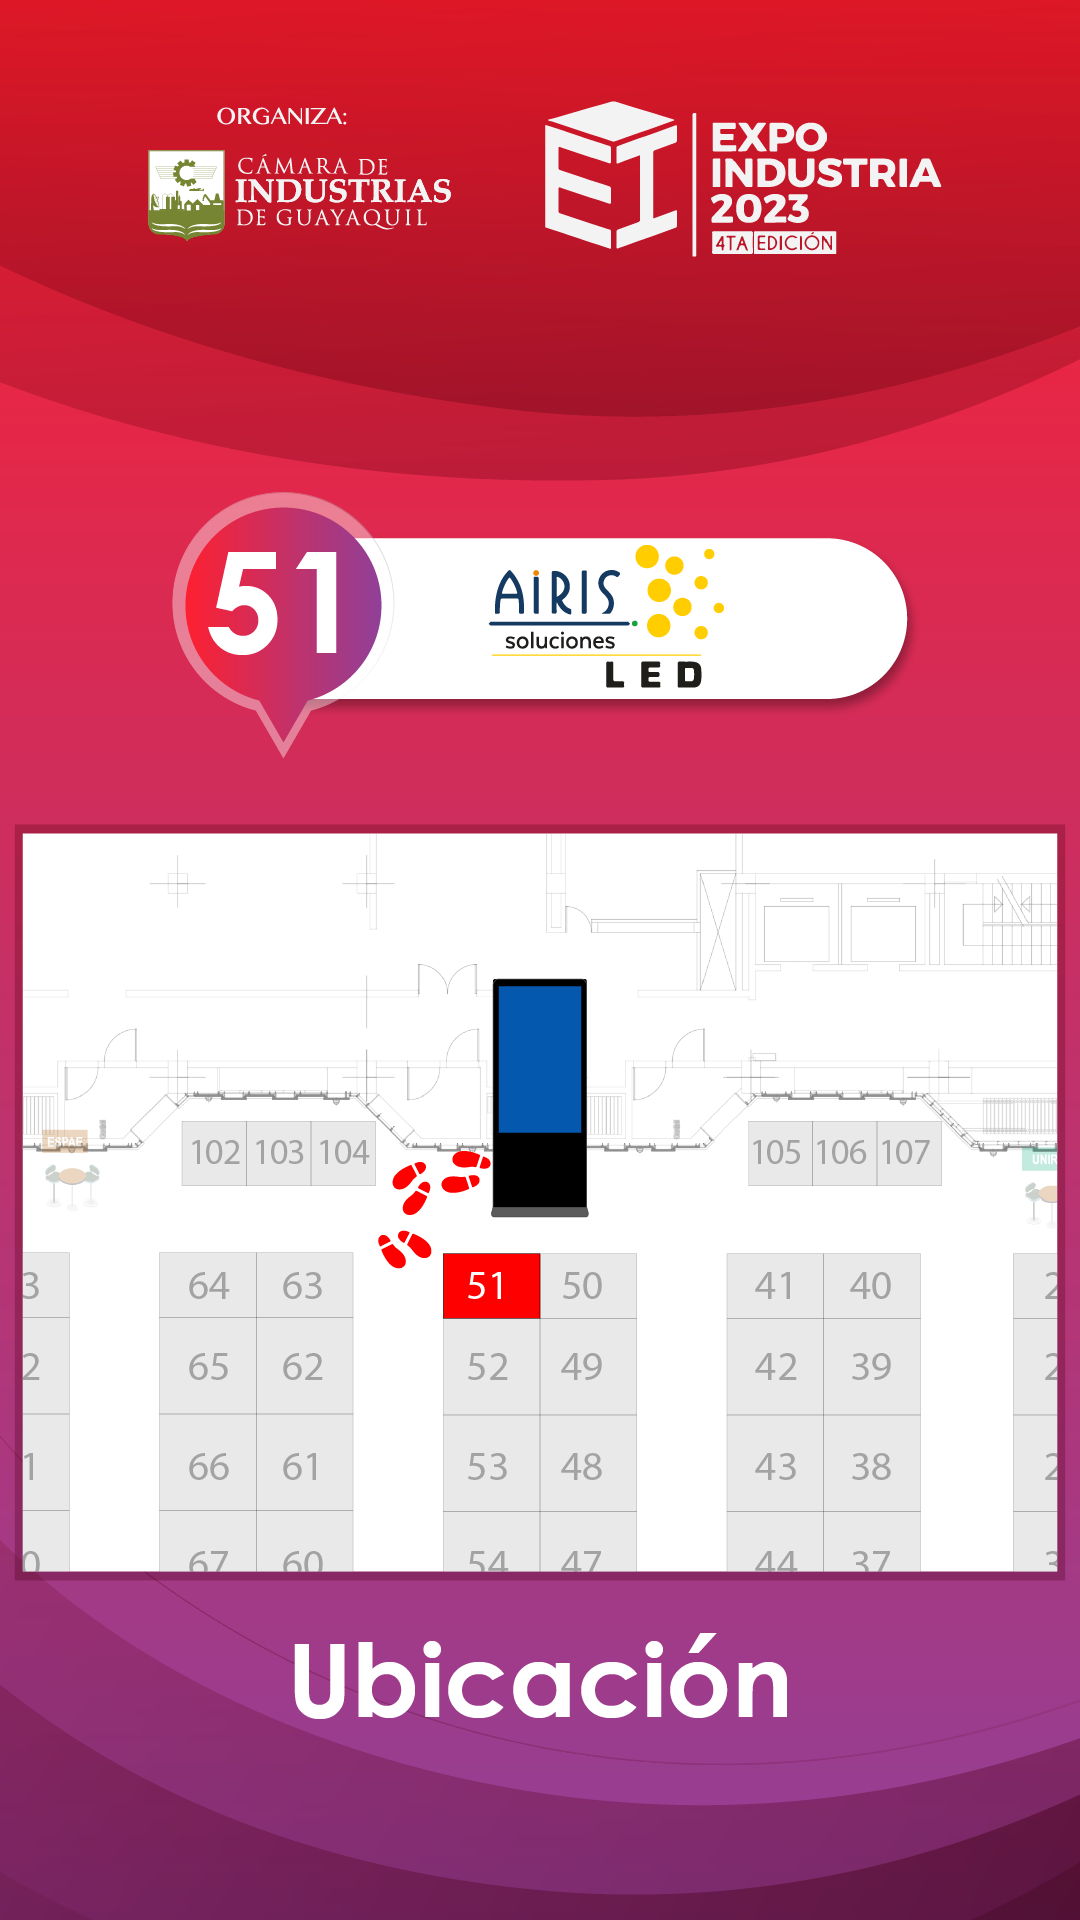 ORGANIZA:
CÁMARA DE
INDUSTRIAS
DE GUAYAQUIL
EXPO
INDUSTRIA
2023
4TA EDICIÓN
51
AiRIS
soluciones
LED
ESPAE
102 103 104
105 106 107
UNIR
3 64 63 51 50 41 40 2
2 65 62 52 49 42 39 2
1 66 61 53 48 43 38 2
0 67 60 54 47 44 37 3
Ubicación